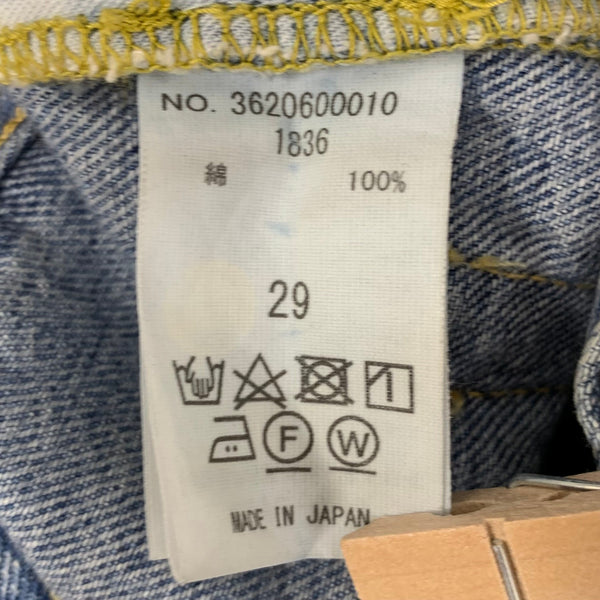 NO. 3620600010
1836
綿 100%
29
F W
MADE IN JAPAN